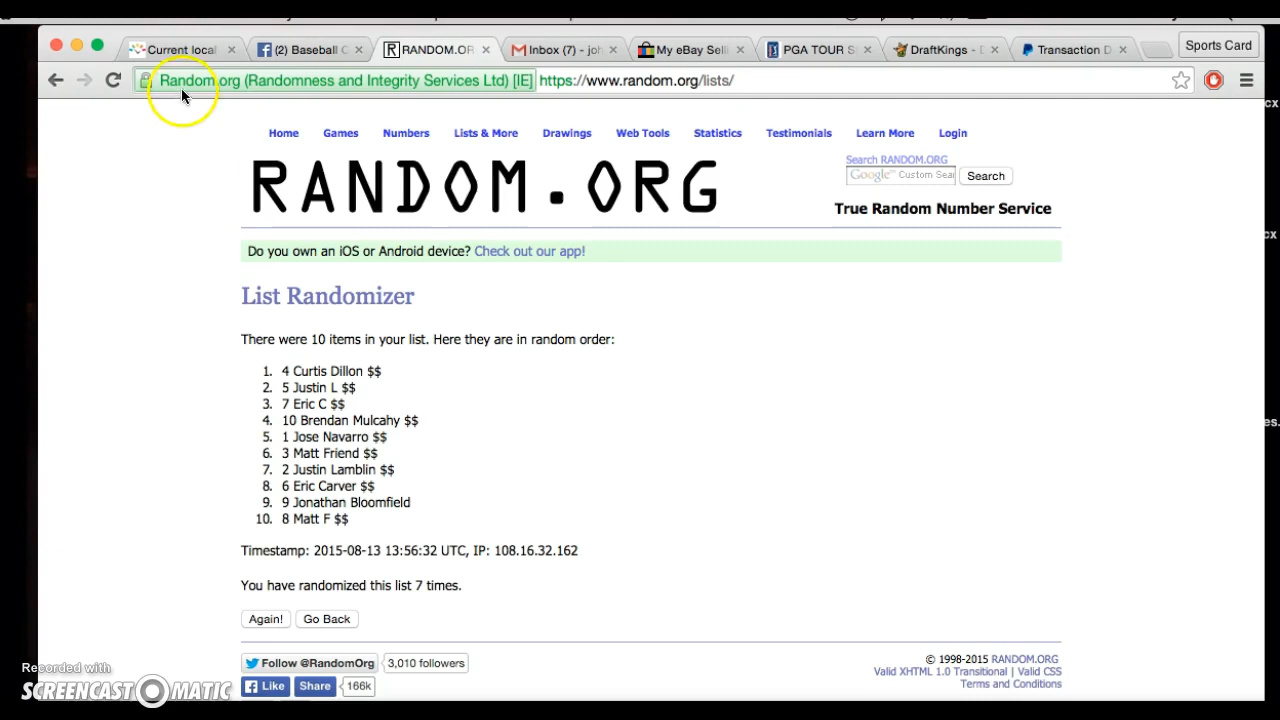 Current local
(2) Baseball C
RANDOM.OR
Inbox (7) - joh
My eBay Selli
PGA TOUR S
DraftKings - D
Transaction D
Sports Card
Random.org (Randomness and Integrity Services Ltd) [IE] https://www.random.org/lists/
Home Games Numbers Lists & More Drawings Web Tools Statistics Testimonials Learn More Login
RANDOM.ORG
Search RANDOM.ORG
Google™ Custom Sear Search
True Random Number Service
Do you own an iOS or Android device? Check out our app!
List Randomizer
There were 10 items in your list. Here they are in random order:
1. 4 Curtis Dillon $$
2. 5 Justin L $$
3. 7 Eric C $$
4. 10 Brendan Mulcahy $$
5. 1 Jose Navarro $$
6. 3 Matt Friend $$
7. 2 Justin Lamblin $$
8. 6 Eric Carver $$
9. 9 Jonathan Bloomfield
10. 8 Matt F $$
Timestamp: 2015-08-13 13:56:32 UTC, IP: 108.16.32.162
You have randomized this list 7 times.
Again! Go Back
Follow @RandomOrg 3,010 followers
Like Share 166k
© 1998-2015 RANDOM.ORG
Valid XHTML 1.0 Transitional | Valid CSS
Terms and Conditions
Recorded with
SCREENCAST O MATIC
cx
cx
es.